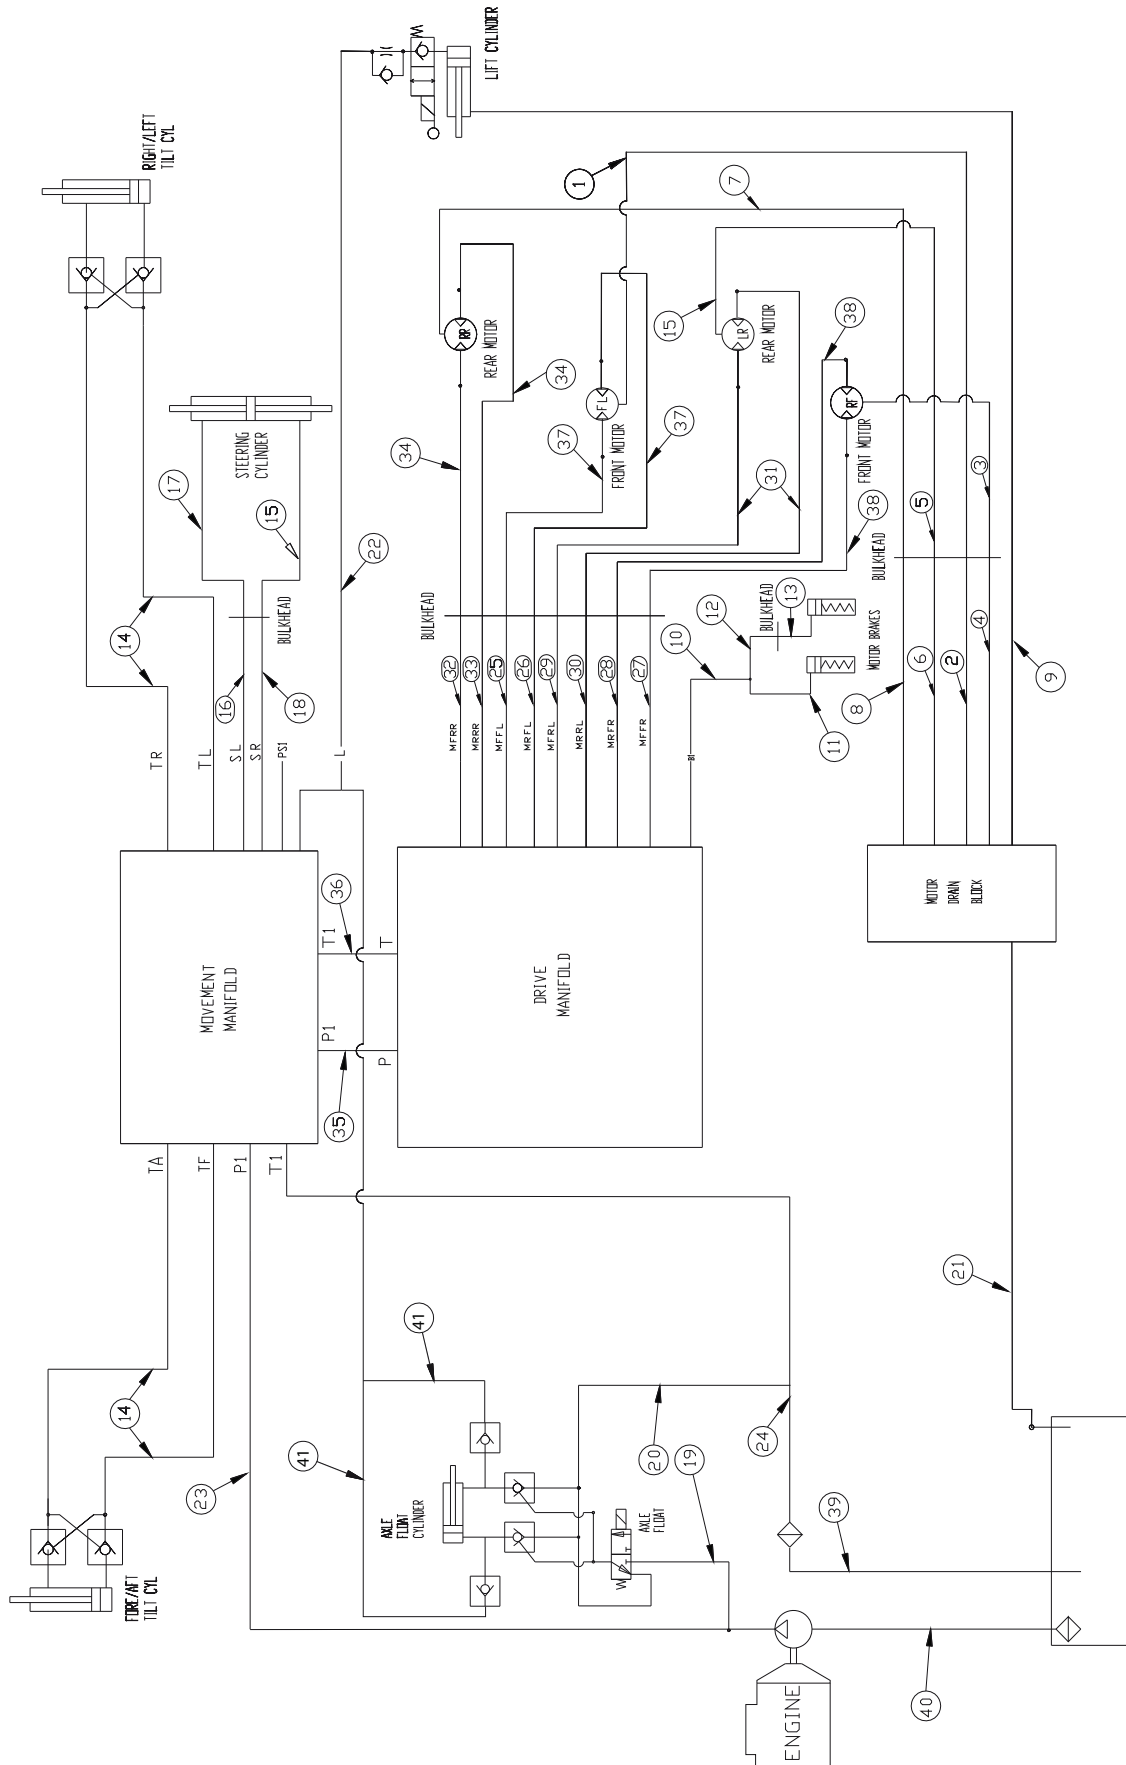 LIFT CYLINDER
RIGHT/LEFT
TILT CYL
1
7
RR
REAR MOTOR
15
LR
REAR MOTOR
38
34
34
FL
37
FRONT MOTOR
37
RF
FRONT MOTOR
STEERING
CYLINDER
17
15
31
38
3
5
BULKHEAD
22
14
BULKHEAD
BULKHEAD
12
BULKHEAD
13
MOTOR BRAKES
10
11
16
18
32
33
25
26
29
30
28
27
4
6
2
8
9
TR
TL
SL
SR
PS1
L
MFRR
MRRR
MFFL
MRFL
MFRL
MRRL
MRFR
MFFR
B1
MOVEMENT
MANIFOLD
T1
36
T
P1
35
P
DRIVE
MANIFOLD
MOTOR
DRAIN
BLOCK
TA
TF
P1
T1
21
14
23
41
41
20
24
19
39
AXLE
FLOAT
CYLINDER
AXLE
FLOAT
FORE/AFT
TILT CYL
ENGINE
40